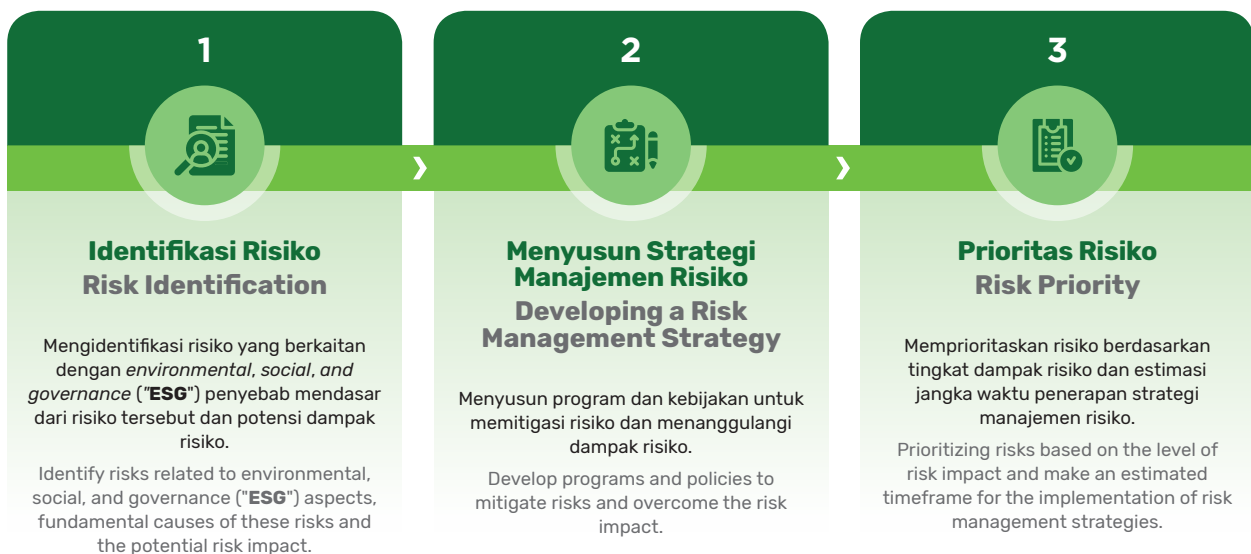 1
Identifikasi Risiko
Risk Identification
Mengidentifikasi risiko yang berkaitan
dengan environmental, social, and
governance ("ESG") penyebab mendasar
dari risiko tersebut dan potensi dampak
risiko.
Identify risks related to environmental,
social, and governance ("ESG") aspects,
fundamental causes of these risks and
the potential risk impact.
2
Menyusun Strategi
Manajemen Risiko
Developing a Risk
Management Strategy
Menyusun program dan kebijakan untuk
memitigasi risiko dan menanggulangi
dampak risiko.
Develop programs and policies to
mitigate risks and overcome the risk
impact.
3
Prioritas Risiko
Risk Priority
Memprioritaskan risiko berdasarkan
tingkat dampak risiko dan estimasi
jangka waktu penerapan strategi
manajemen risiko.
Prioritizing risks based on the level of
risk impact and make an estimated
timeframe for the implementation of risk
management strategies.